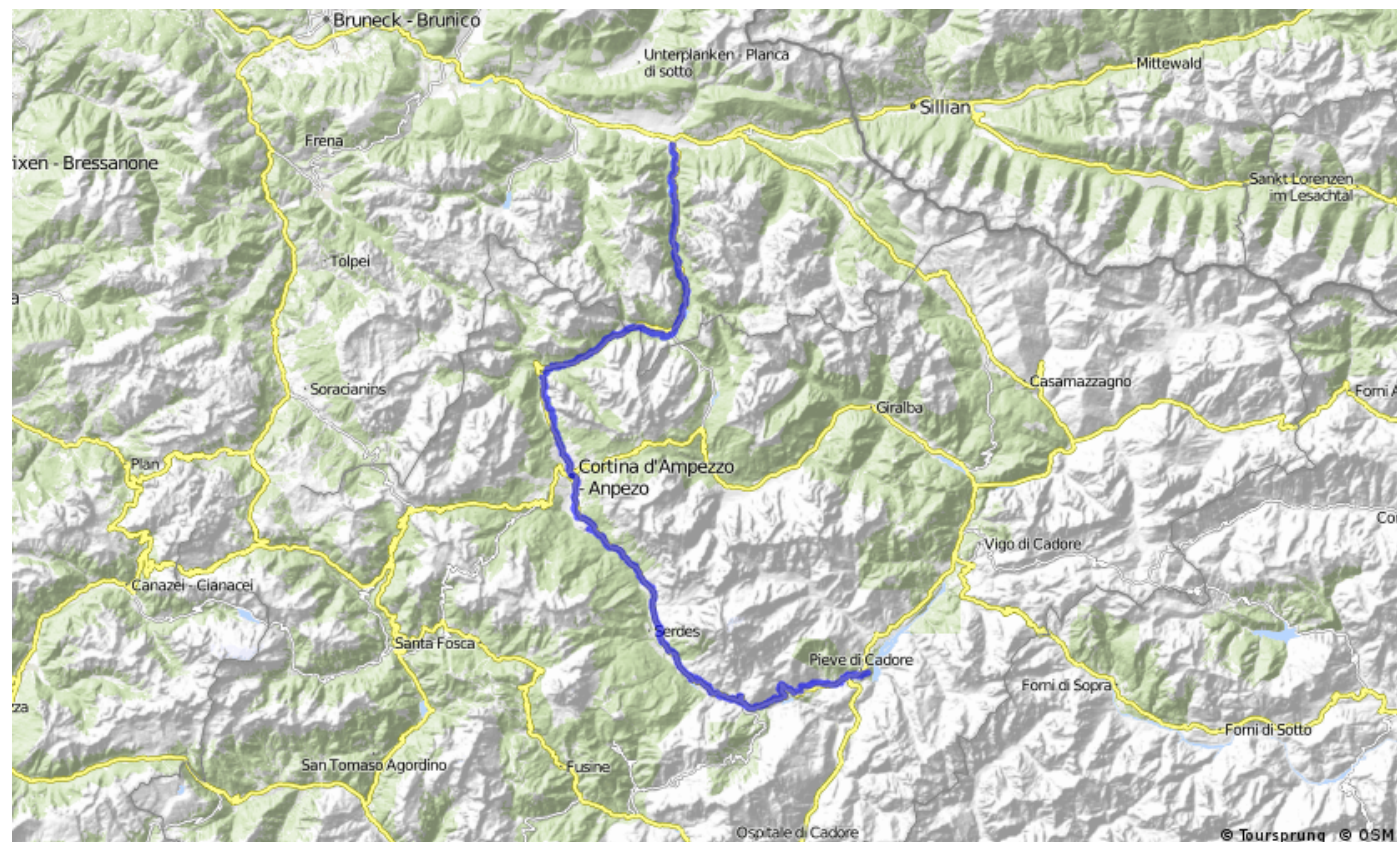 Bruneck - Brunico
Unterplanken - Planca
di sotto
Mittewald
Sillian
Frena
ixen - Bressanone
Sankt Lorenzen
im Lesachtal
Tolpei
a
Soracianins
Casamazzagno
Forni A
Giralba
Plan
Cortina d'Ampezzo
- Anpezo
Co
Vigo di Cadore
Canazei - Cianacei
Serdes
Santa Fosca
Pieve di Cadore
Forni di Sopra
za
Forni di Sotto
San Tomaso Agordino
Fusine
Ospitale di Cadore
© Toursprung © OSM